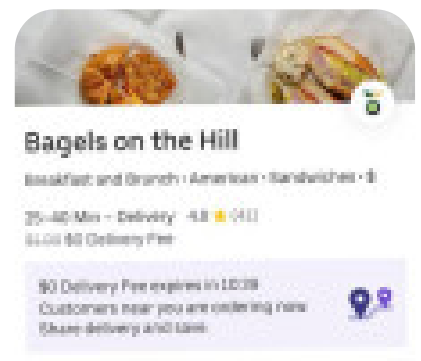 Bagels on the Hill
Breakfast and Brunch • American • Sandwiches • $
25–40 Min • Delivery 4.8 ★
$0 Delivery Fee
$0 Delivery Fee expires in
Customers near you are ordering now
Share delivery and save